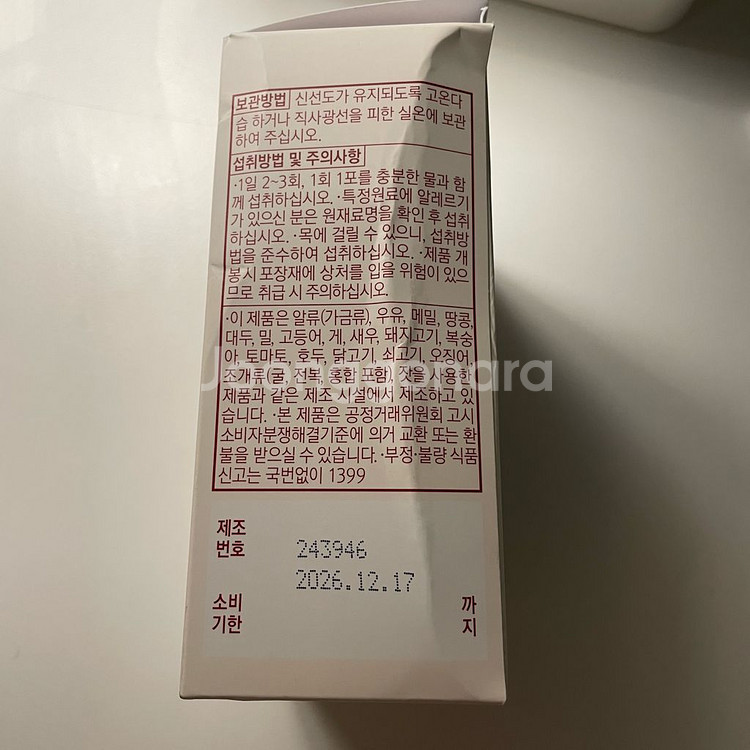 보관방법 신선도가 유지되도록 고온다
습 하거나 직사광선을 피한 실온에 보관
하여 주십시오.
섭취방법 및 주의사항
·1일 2~3회, 1회 1포를 충분한 물과 함
께 섭취하십시오. ·특정원료에 알레르기
가 있으신 분은 원재료명을 확인 후 섭취
하십시오. ·목에 걸릴 수 있으니, 섭취방
법을 준수하여 섭취하십시오. ·제품 개
봉시 포장재에 상처를 입을 위험이 있으
므로 취급 시 주의하십시오.
·이 제품은 알류(가금류), 우유, 메밀, 땅콩,
대두, 밀, 고등어, 게, 새우, 돼지고기, 복숭
아, 토마토, 호두, 닭고기, 쇠고기, 오징어,
조개류(굴, 전복, 홍합 포함), 잣을 사용한
제품과 같은 제조 시설에서 제조하고 있
습니다. ·본 제품은 공정거래위원회 고시
소비자분쟁해결기준에 의거 교환 또는 환
불을 받으실 수 있습니다. ·부정·불량 식품
신고는 국번없이 1399
Joonggonara
제조
번호 243946
2026.12.17
소비 까
기한 지